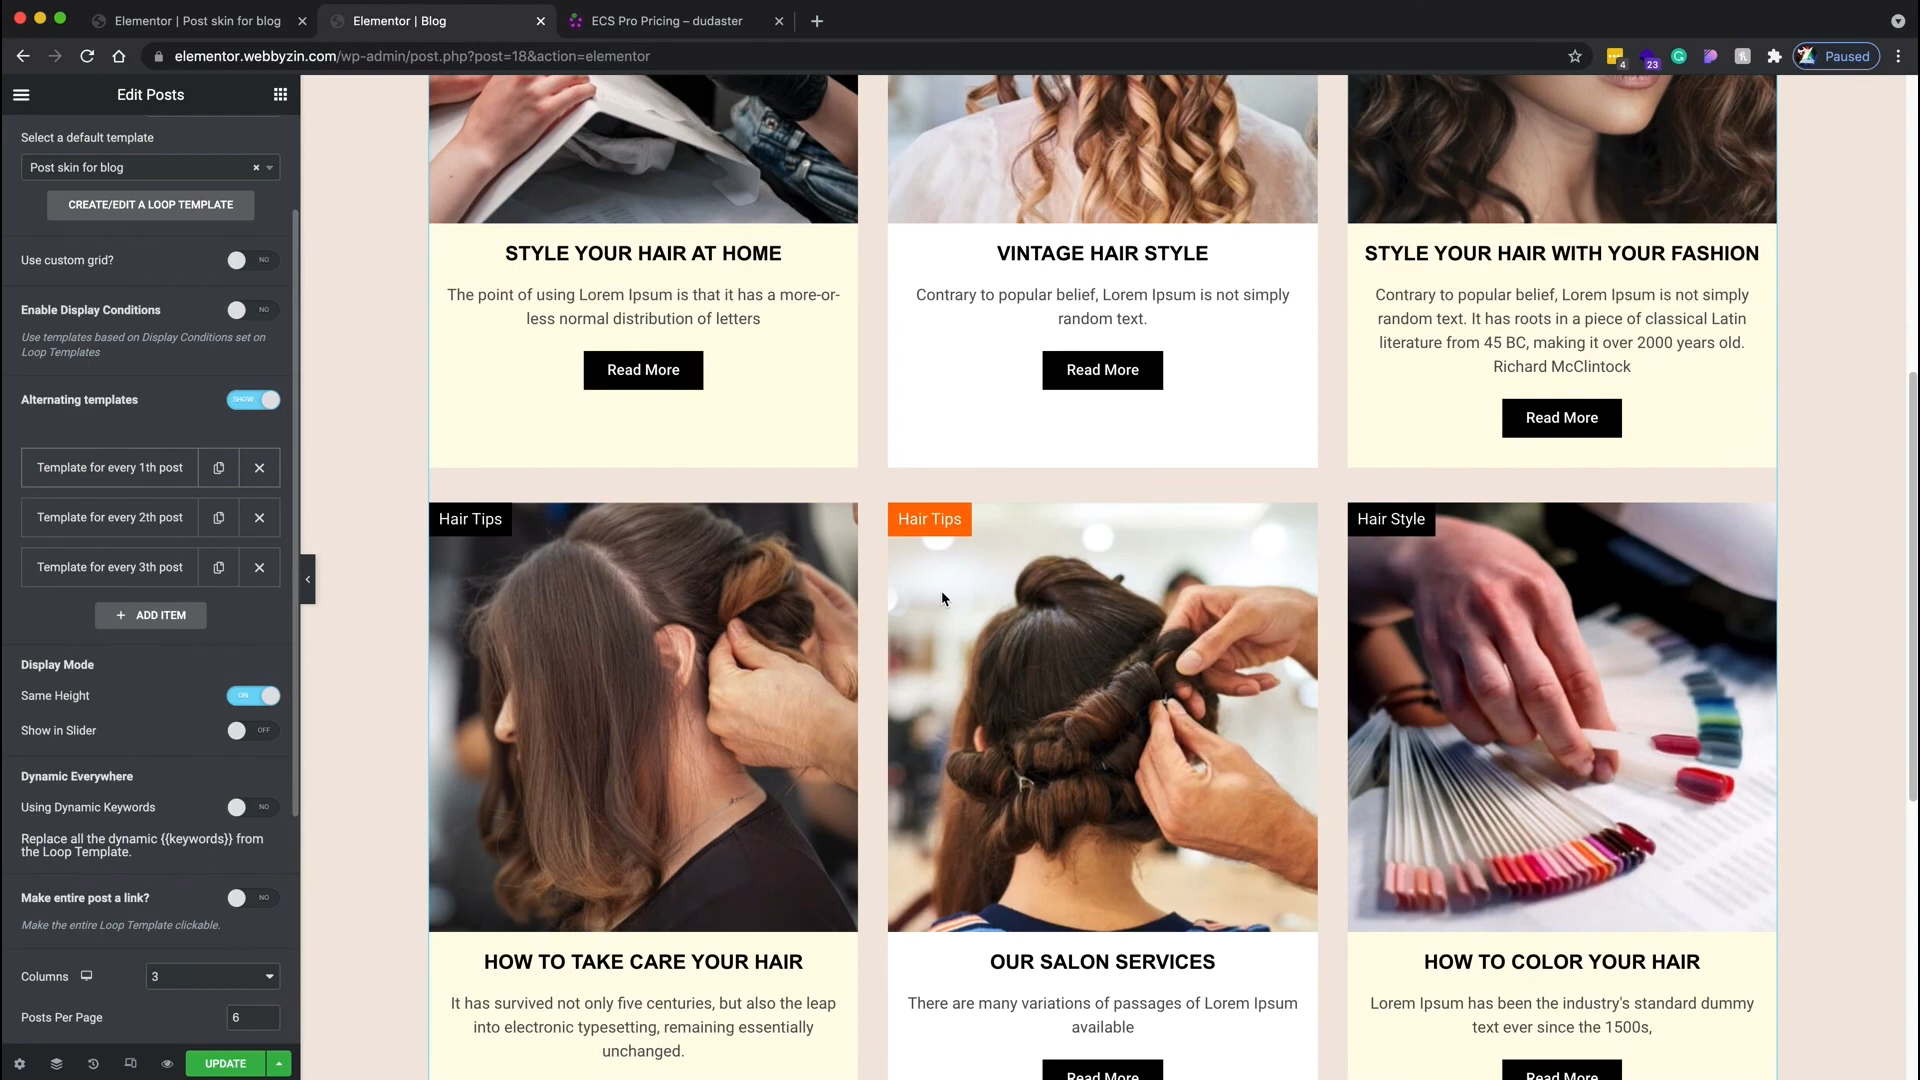 Elementor | Post skin for blog
Elementor | Blog
ECS Pro Pricing – dudaster
elementor.webbyzin.com/wp-admin/post.php?post=18&action=elementor
4
23
Paused
Edit Posts
Select a default template
Post skin for blog
CREATE/EDIT A LOOP TEMPLATE
Use custom grid?
NO
Enable Display Conditions
NO
Use templates based on Display Conditions set on
Loop Templates
Alternating templates
SHOW
Template for every 1th post
Template for every 2th post
Template for every 3th post
ADD ITEM
Display Mode
Same Height
ON
Show in Slider
OFF
Dynamic Everywhere
Using Dynamic Keywords
NO
Replace all the dynamic {{keywords}} from
the Loop Template.
Make entire post a link?
NO
Make the entire Loop Template clickable.
Columns
3
Posts Per Page
6
UPDATE
STYLE YOUR HAIR AT HOME
The point of using Lorem Ipsum is that it has a more-or-
less normal distribution of letters
Read More
VINTAGE HAIR STYLE
Contrary to popular belief, Lorem Ipsum is not simply
random text.
Read More
STYLE YOUR HAIR WITH YOUR FASHION
Contrary to popular belief, Lorem Ipsum is not simply
random text. It has roots in a piece of classical Latin
literature from 45 BC, making it over 2000 years old.
Richard McClintock
Read More
Hair Tips
HOW TO TAKE CARE YOUR HAIR
It has survived not only five centuries, but also the leap
into electronic typesetting, remaining essentially
unchanged.
Hair Tips
OUR SALON SERVICES
There are many variations of passages of Lorem Ipsum
available
Read More
Hair Style
HOW TO COLOR YOUR HAIR
Lorem Ipsum has been the industry's standard dummy
text ever since the 1500s,
Read More